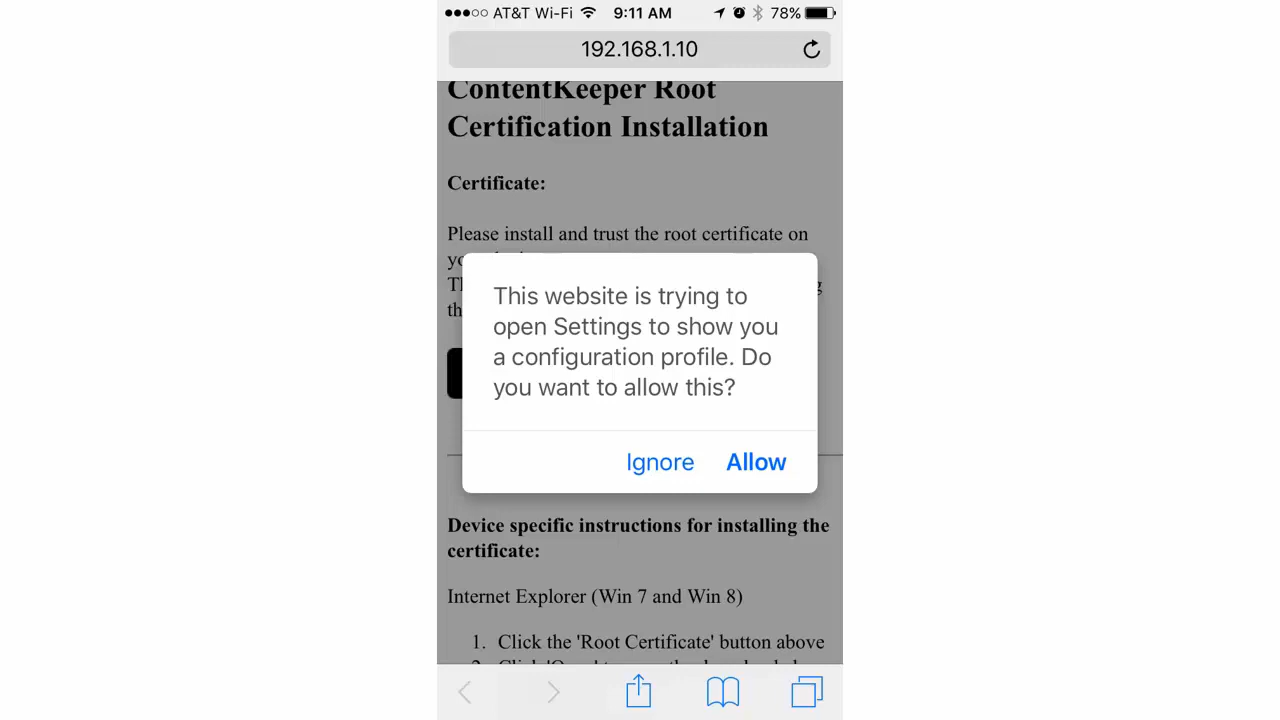 AT&T Wi-Fi 9:11 AM 78%
192.168.1.10
ContentKeeper Root
Certification Installation
Certificate:
Please install and trust the root certificate on
This website is trying to
open Settings to show you
a configuration profile. Do
you want to allow this?
Ignore Allow
Device specific instructions for installing the
certificate:
Internet Explorer (Win 7 and Win 8)
1. Click the 'Root Certificate' button above